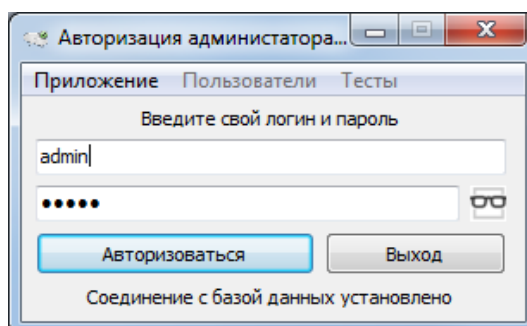 Авторизация администатора...
Приложение Пользователи Тесты
Введите свой логин и пароль
admin
•••••
Авторизоваться Выход
Соединение с базой данных установлено